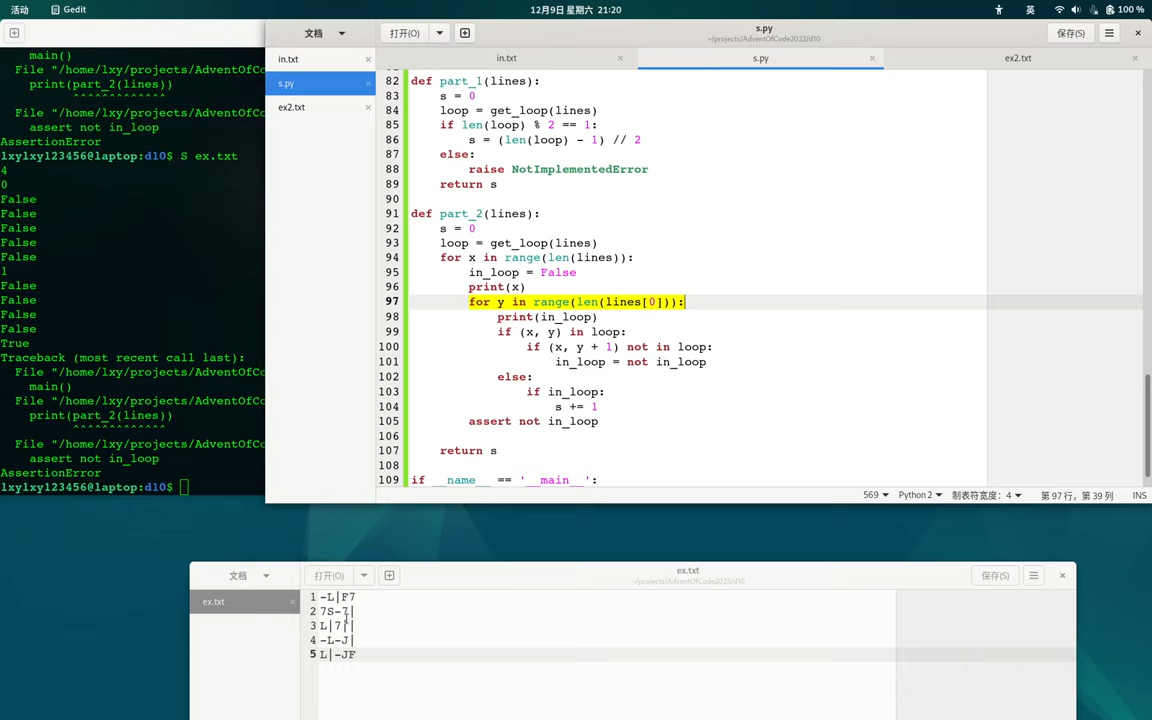 活动 Gedit 12月9日 星期六 21:20 英 100 %
main()
File "/home/lxy/projects/AdventOfCo
print(part_2(lines))
^^^^^^^^^^^^^
File "/home/lxy/projects/AdventOfCo
assert not in_loop
AssertionError
lxylxy123456@laptop:d10$ S ex.txt
4
0
False
False
False
False
False
1
False
False
False
False
True
Traceback (most recent call last):
File "/home/lxy/projects/AdventOfCo
main()
File "/home/lxy/projects/AdventOfCo
print(part_2(lines))
^^^^^^^^^^^^^
File "/home/lxy/projects/AdventOfCo
assert not in_loop
AssertionError
lxylxy123456@laptop:d10$
文档 打开(O) s.py 保存(S)
~/projects/AdventOfCode2023/d10
in.txt
s.py
ex2.txt
in.txt s.py ex2.txt
82 def part_1(lines):
83 s = 0
84 loop = get_loop(lines)
85 if len(loop) % 2 == 1:
86 s = (len(loop) - 1) // 2
87 else:
88 raise NotImplementedError
89 return s
90
91 def part_2(lines):
92 s = 0
93 loop = get_loop(lines)
94 for x in range(len(lines)):
95 in_loop = False
96 print(x)
97 for y in range(len(lines[0])):
98 print(in_loop)
99 if (x, y) in loop:
100 if (x, y + 1) not in loop:
101 in_loop = not in_loop
102 else:
103 if in_loop:
104 s += 1
105 assert not in_loop
106
107 return s
108
109 if __name__ == '__main__':
569 Python 2 制表符宽度：4 第 97 行，第 39 列 INS
文档 打开(O) ex.txt 保存(S)
~/projects/AdventOfCode2023/d10
ex.txt
1 -L|F7
2 7S-7|
3 L|7||
4 -L-J|
5 L|-JF